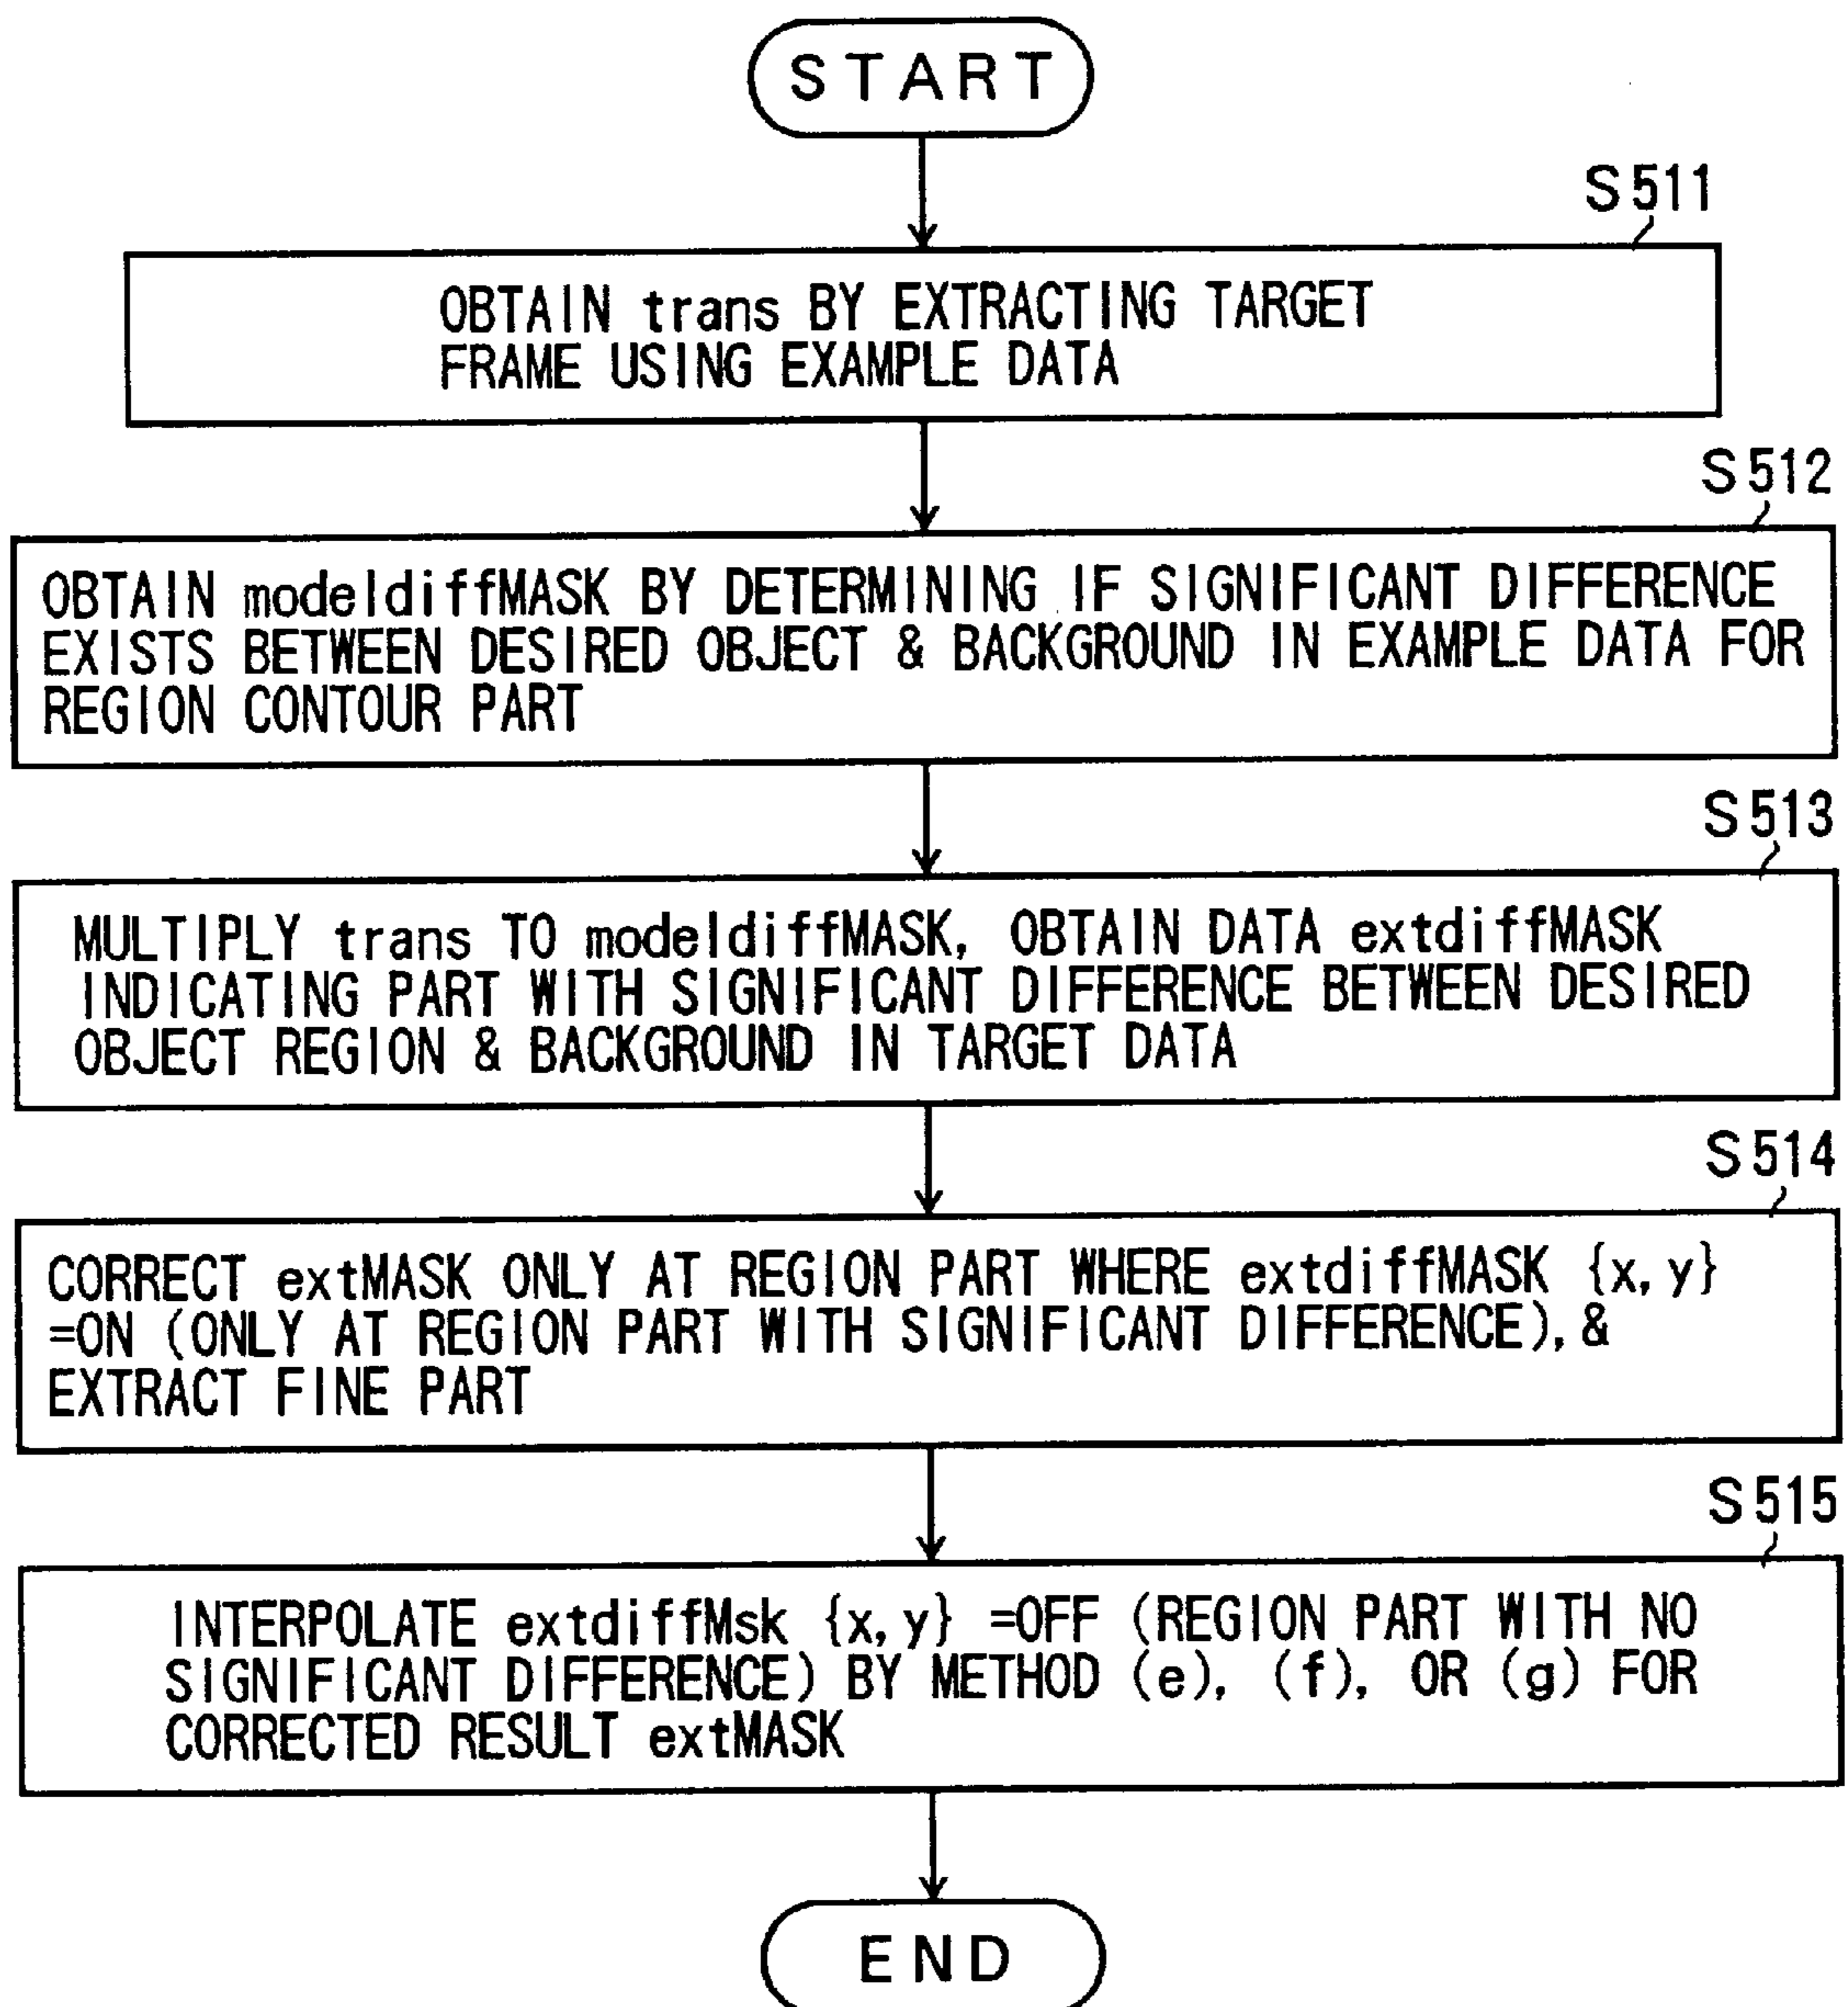 START
S511
OBTAIN trans BY EXTRACTING TARGET
FRAME USING EXAMPLE DATA
S512
OBTAIN modeldiffMASK BY DETERMINING IF SIGNIFICANT DIFFERENCE
EXISTS BETWEEN DESIRED OBJECT & BACKGROUND IN EXAMPLE DATA FOR
REGION CONTOUR PART
S513
MULTIPLY trans TO modeldiffMASK, OBTAIN DATA extdiffMASK
INDICATING PART WITH SIGNIFICANT DIFFERENCE BETWEEN DESIRED
OBJECT REGION & BACKGROUND IN TARGET DATA
S514
CORRECT extMASK ONLY AT REGION PART WHERE extdiffMASK {x, y}
=ON (ONLY AT REGION PART WITH SIGNIFICANT DIFFERENCE), &
EXTRACT FINE PART
S515
INTERPOLATE extdiffMsk {x, y} =OFF (REGION PART WITH NO
SIGNIFICANT DIFFERENCE) BY METHOD (e), (f), OR (g) FOR
CORRECTED RESULT extMASK
END